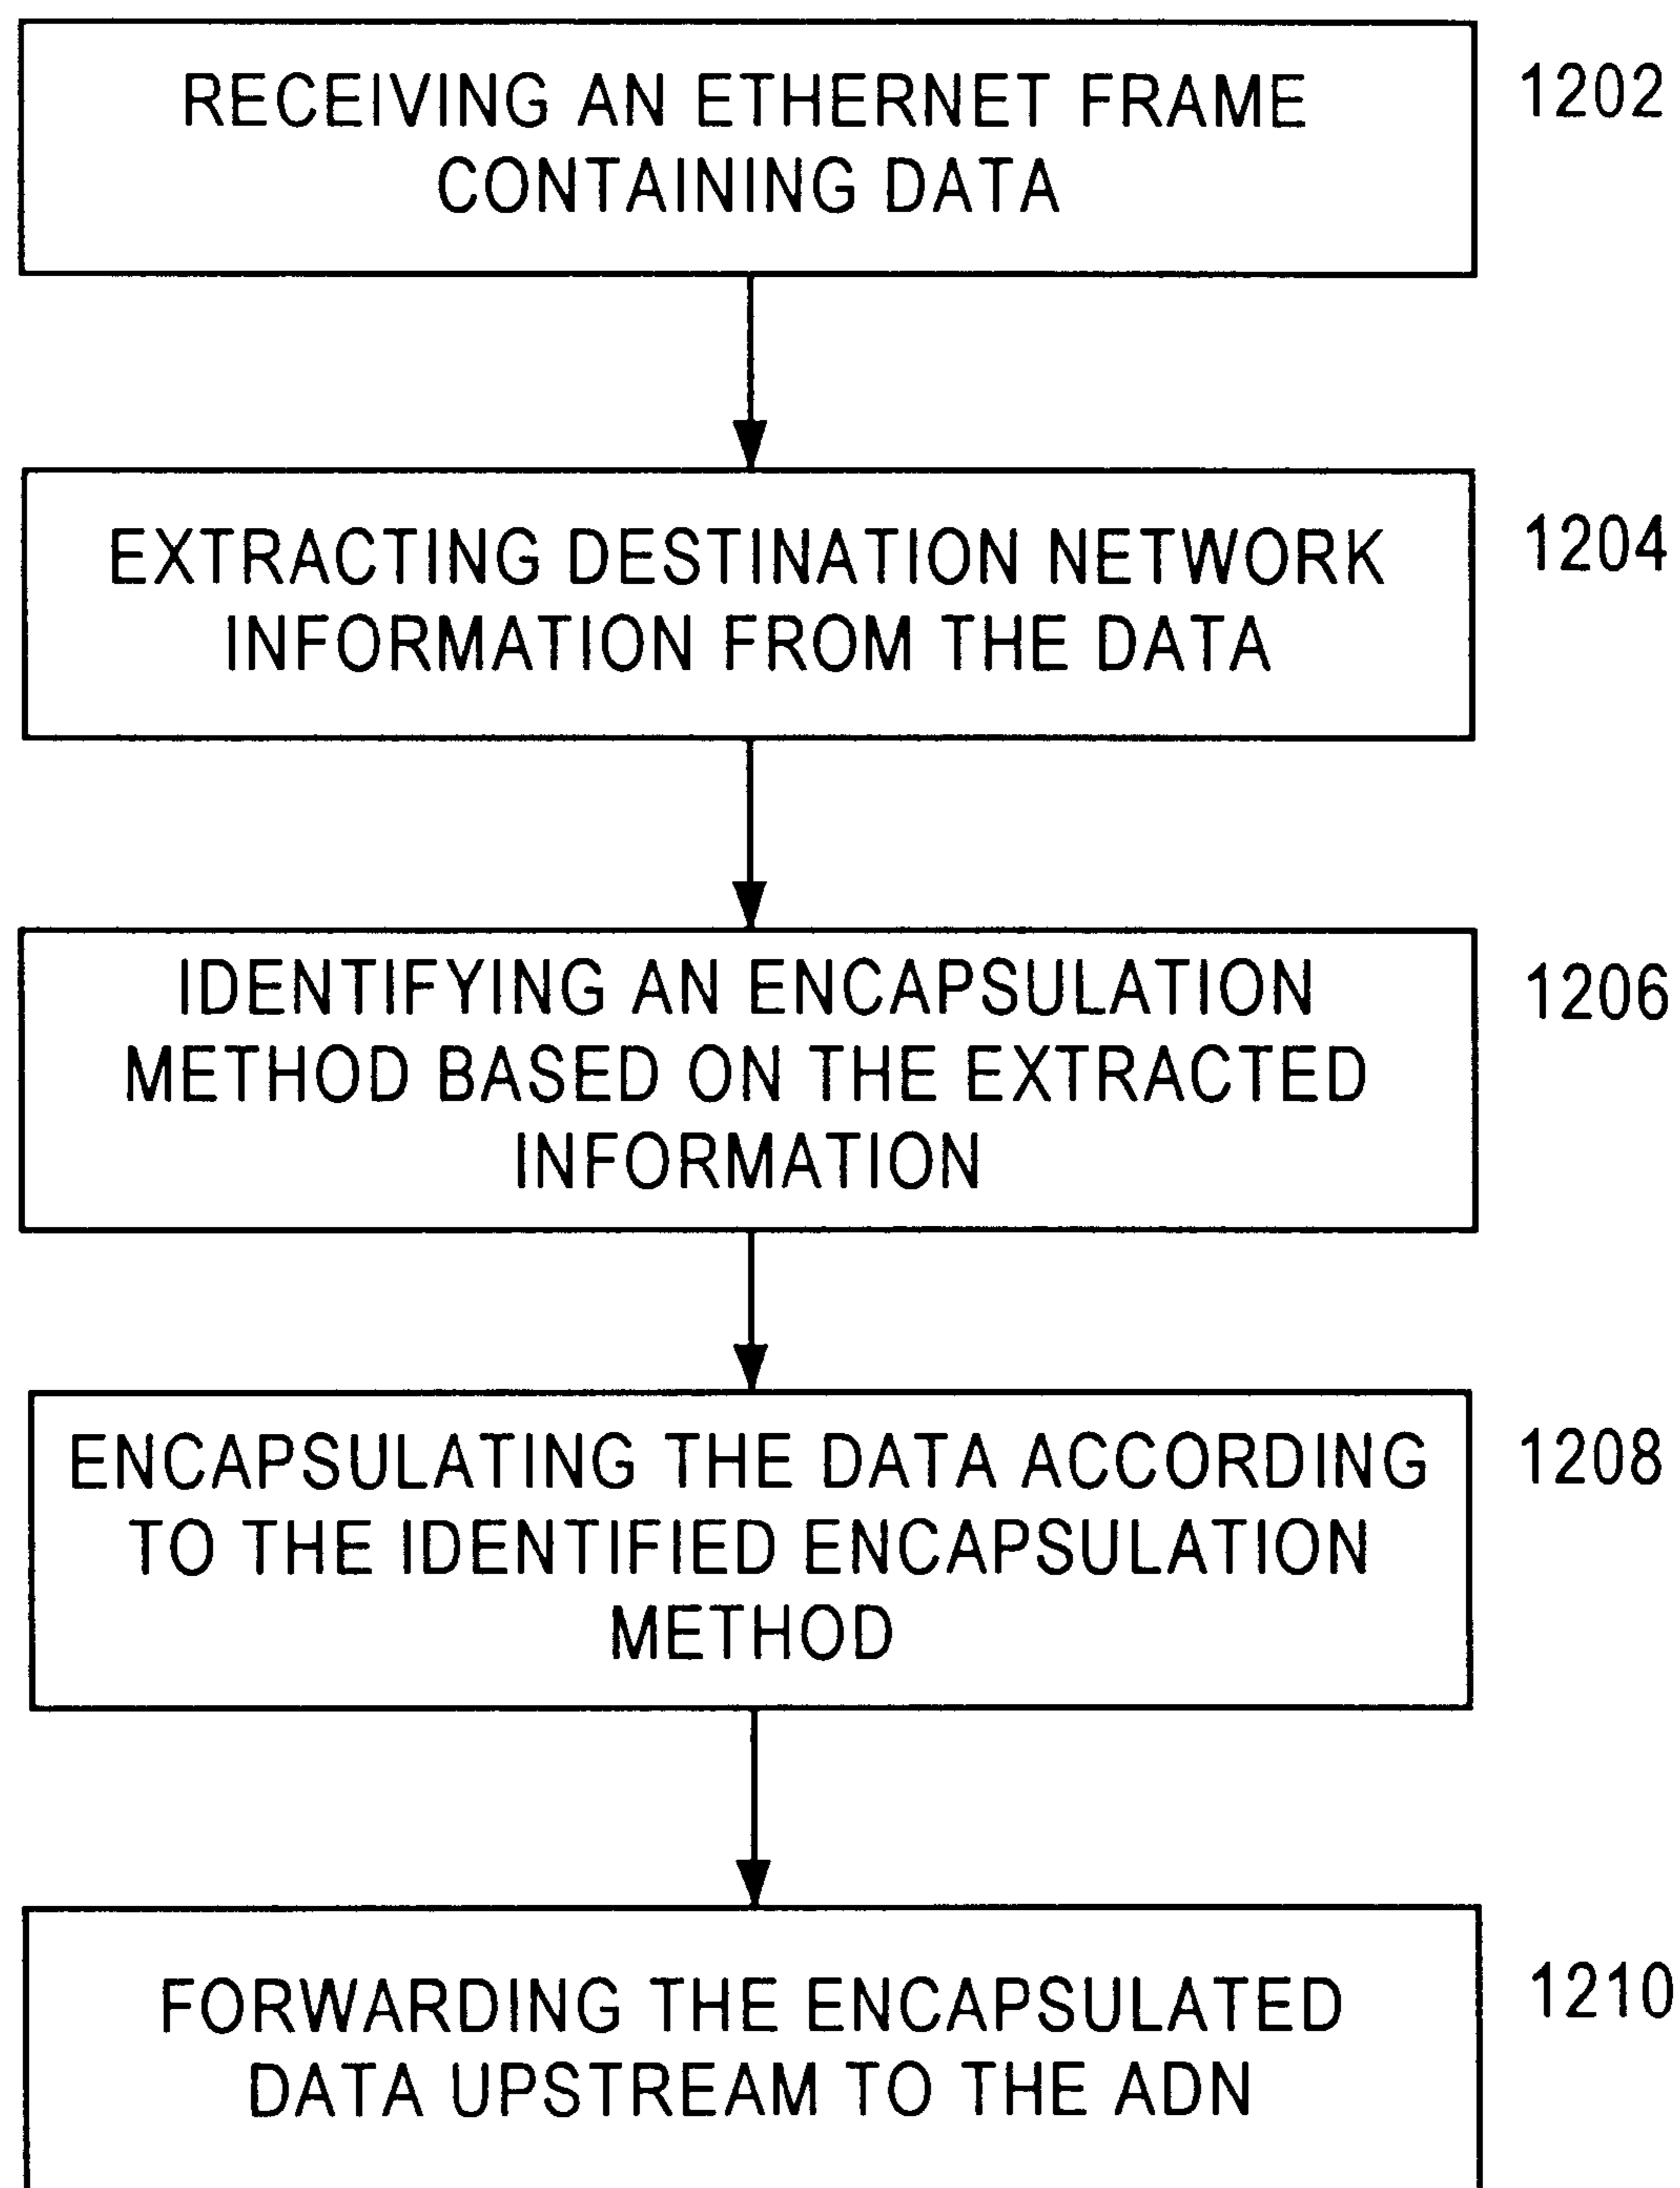 RECEIVING AN ETHERNET FRAME
CONTAINING DATA
1202
EXTRACTING DESTINATION NETWORK
INFORMATION FROM THE DATA
1204
IDENTIFYING AN ENCAPSULATION
METHOD BASED ON THE EXTRACTED
INFORMATION
1206
ENCAPSULATING THE DATA ACCORDING
TO THE IDENTIFIED ENCAPSULATION
METHOD
1208
FORWARDING THE ENCAPSULATED
DATA UPSTREAM TO THE ADN
1210